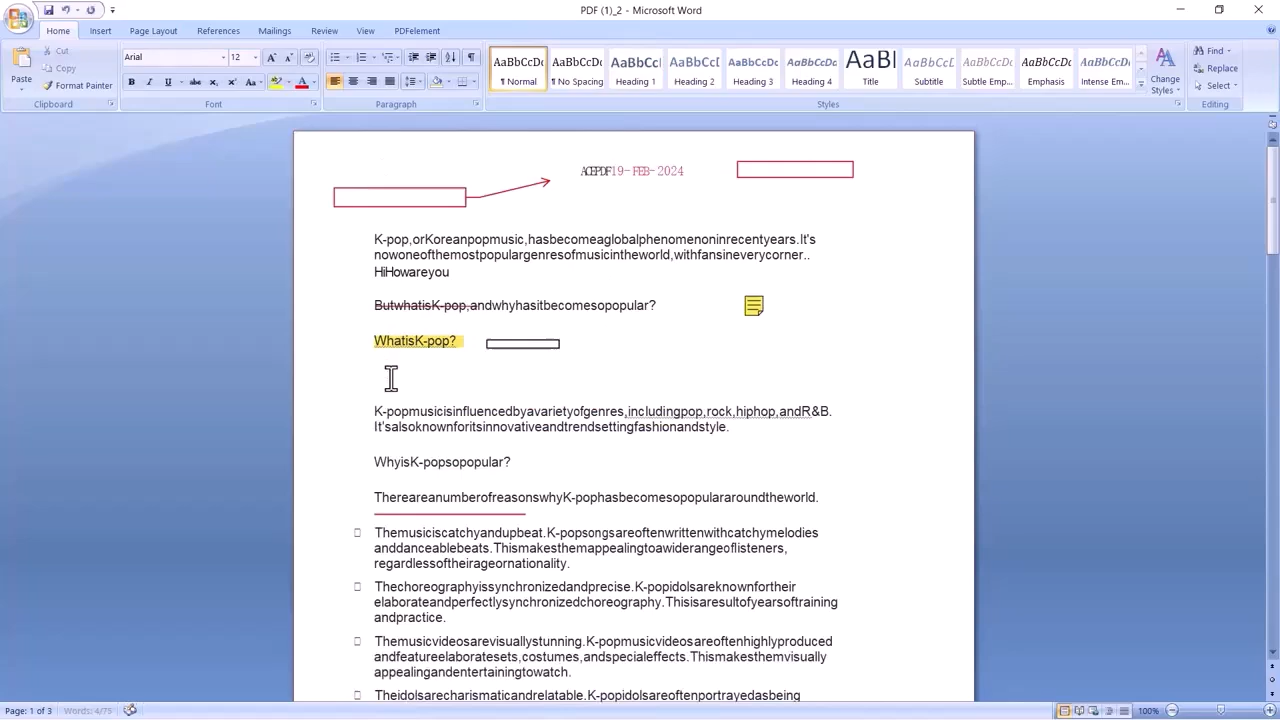 PDF (1)_2 - Microsoft Word
Home Insert Page Layout References Mailings Review View PDFelement
Paste
Cut
Copy
Format Painter
Clipboard
Arial 12
Font
Paragraph
AaBbCcDc AaBbCcDc AaBbCc AaBbCc AaBbCcDc AaBbCcDc AaBl AaBbCcD AaBbCcDc AaBbCcDc AaBbCcDc
¶ Normal ¶ No Spacing Heading 1 Heading 2 Heading 3 Heading 4 Title Subtitle Subtle Emp... Emphasis Intense Em...
Change Styles
Styles
Find
Replace
Select
Editing
ACEPDF19-FEB-2024
K-pop,orKoreanpopmusic,hasbecomeaglobalphenomenoninrecentyears.It's
nowoneofthemostpopulargenresofmusicintheworld,withfansineverycorner..
HiHowareyou
ButwhatisK-pop,andwhyhasitbecomesopopular?
WhatisK-pop?
K-popmusicisinfluencedbyavarietyofgenres,includingpop,rock,hiphop,andR&B.
It'salsoknownforitsinnovativeandtrendsettingfashionandstyle.
WhyisK-popsopopular?
ThereareanumberofreasonswhyK-pophasbecomesopopulararoundtheworld.
Themusiciscatchyandupbeat.K-popsongsareoftenwrittenwithcatchymelodies
anddanceablebeats.Thismakesthemappealingtoawiderangeoflisteners,
regardlessoftheirageornationality.
Thechoreographyissynchronizedandprecise.K-popidolsareknownfortheir
elaborateandperfectlysynchronizedchoreography.Thisisaresultofyearsoftraining
andpractice.
Themusicvideosarevisuallystunning.K-popmusicvideosareoftenhighlyproduced
andfeatureelaboratesets,costumes,andspecialeffects.Thismakesthemvisually
appealingandentertainingtowatch.
Theidolsarecharismaticandrelatable.K-popidolsareoftenportrayedasbeing
Page: 1 of 3 Words: 4/75 100%